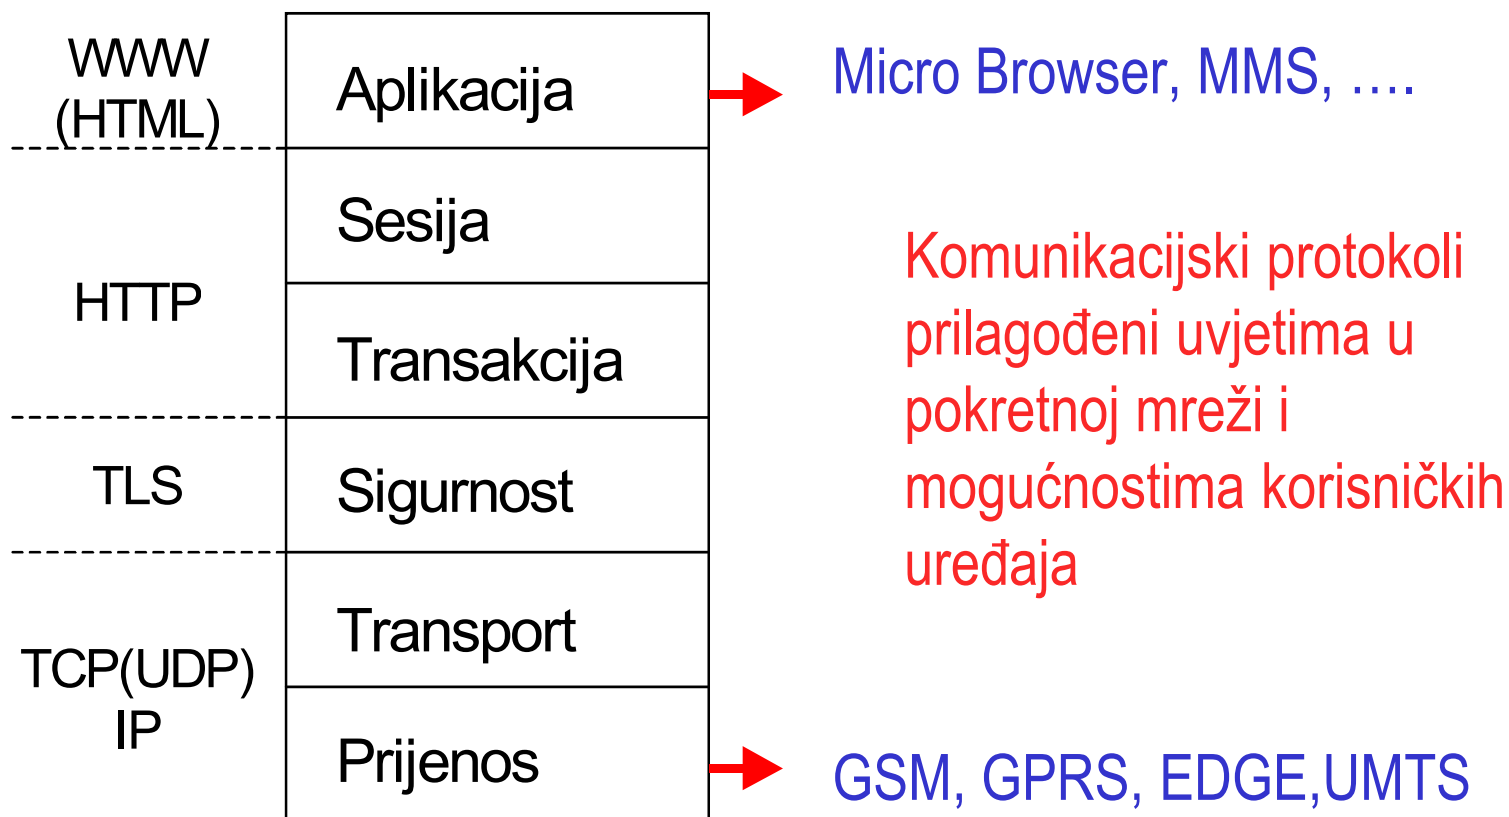 WWW
(HTML)
Aplikacija
Micro Browser, MMS, ....
HTTP
Sesija
Transakcija
Komunikacijski protokoli
prilagođeni uvjetima u
pokretnoj mreži i
mogućnostima korisničkih
uređaja
TLS
Sigurnost
TCP(UDP)
IP
Transport
Prijenos
GSM, GPRS, EDGE,UMTS